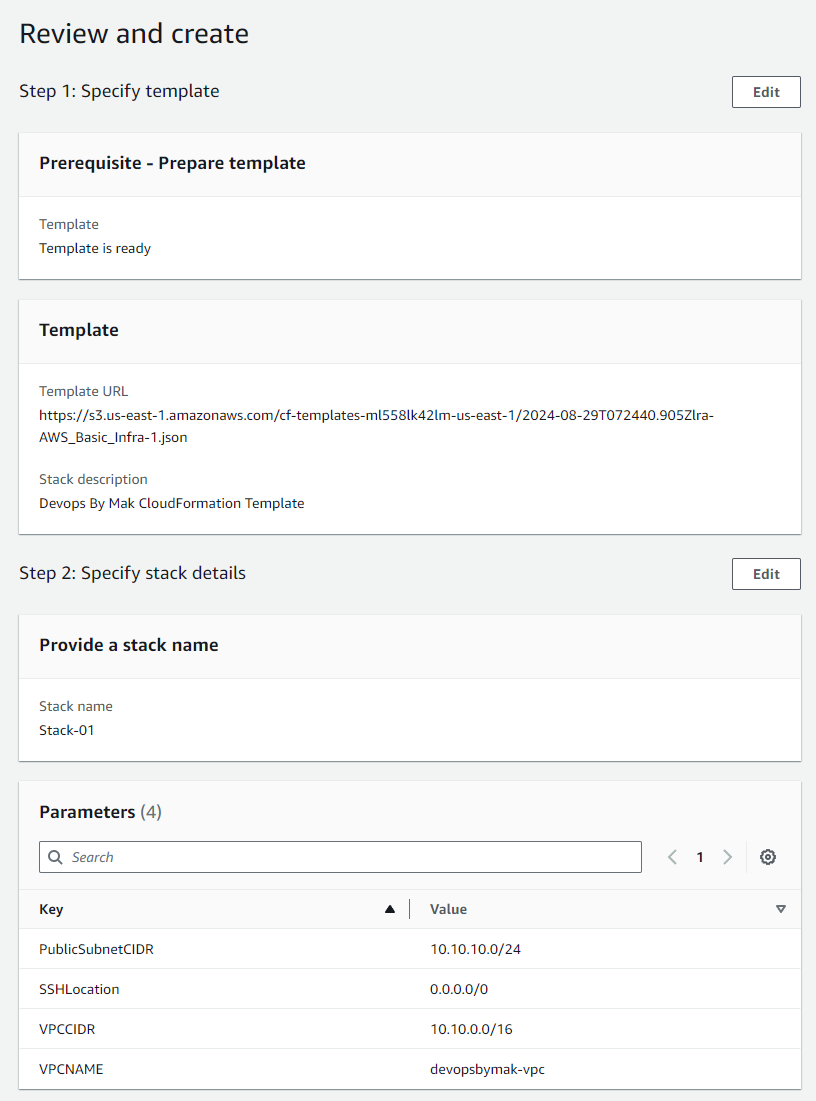 Review and create
Step 1: Specify template
Edit
Prerequisite - Prepare template
Template
Template is ready
Template
Template URL
https://s3.us-east-1.amazonaws.com/cf-templates-ml558lk42lm-us-east-1/2024-08-29T072440.905Zlra-
AWS_Basic_Infra-1.json
Stack description
Devops By Mak CloudFormation Template
Step 2: Specify stack details
Edit
Provide a stack name
Stack name
Stack-01
Parameters (4)
Search
1
Key Value
PublicSubnetCIDR 10.10.10.0/24
SSHLocation 0.0.0.0/0
VPCCIDR 10.10.0.0/16
VPCNAME devopsbymak-vpc